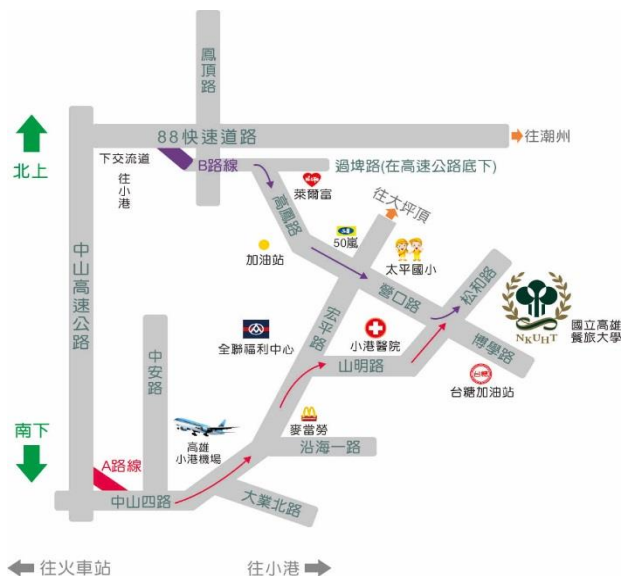 鳳頂路
88快速道路
往潮州
北上
下交流道
往小港
B路線
過埤路(在高速公路底下)
萊爾富
高鳳路
往大坪頂
50嵐
加油站
太平國小
松和路
營口路
中山高速公路
宏平路
NKUHT
國立高雄
餐旅大學
中安路
全聯福利中心
小港醫院
博學路
山明路
台糖
台糖加油站
麥當勞
南下
高雄
小港機場
沿海一路
A路線
中山四路
大業北路
往火車站
往小港